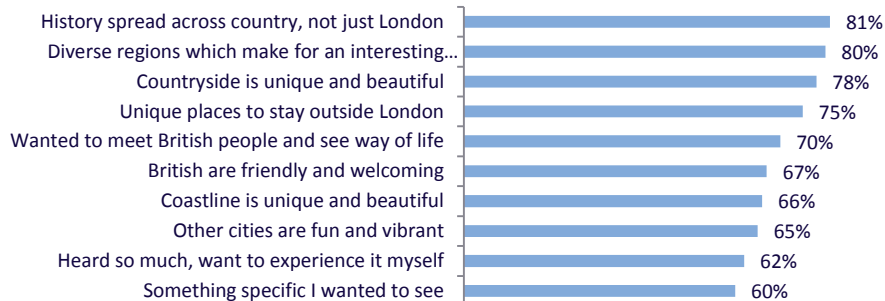 History spread across country, not just London 81%
Diverse regions which make for an interesting... 80%
Countryside is unique and beautiful 78%
Unique places to stay outside London 75%
Wanted to meet British people and see way of life 70%
British are friendly and welcoming 67%
Coastline is unique and beautiful 66%
Other cities are fun and vibrant 65%
Heard so much, want to experience it myself 62%
Something specific I wanted to see 60%